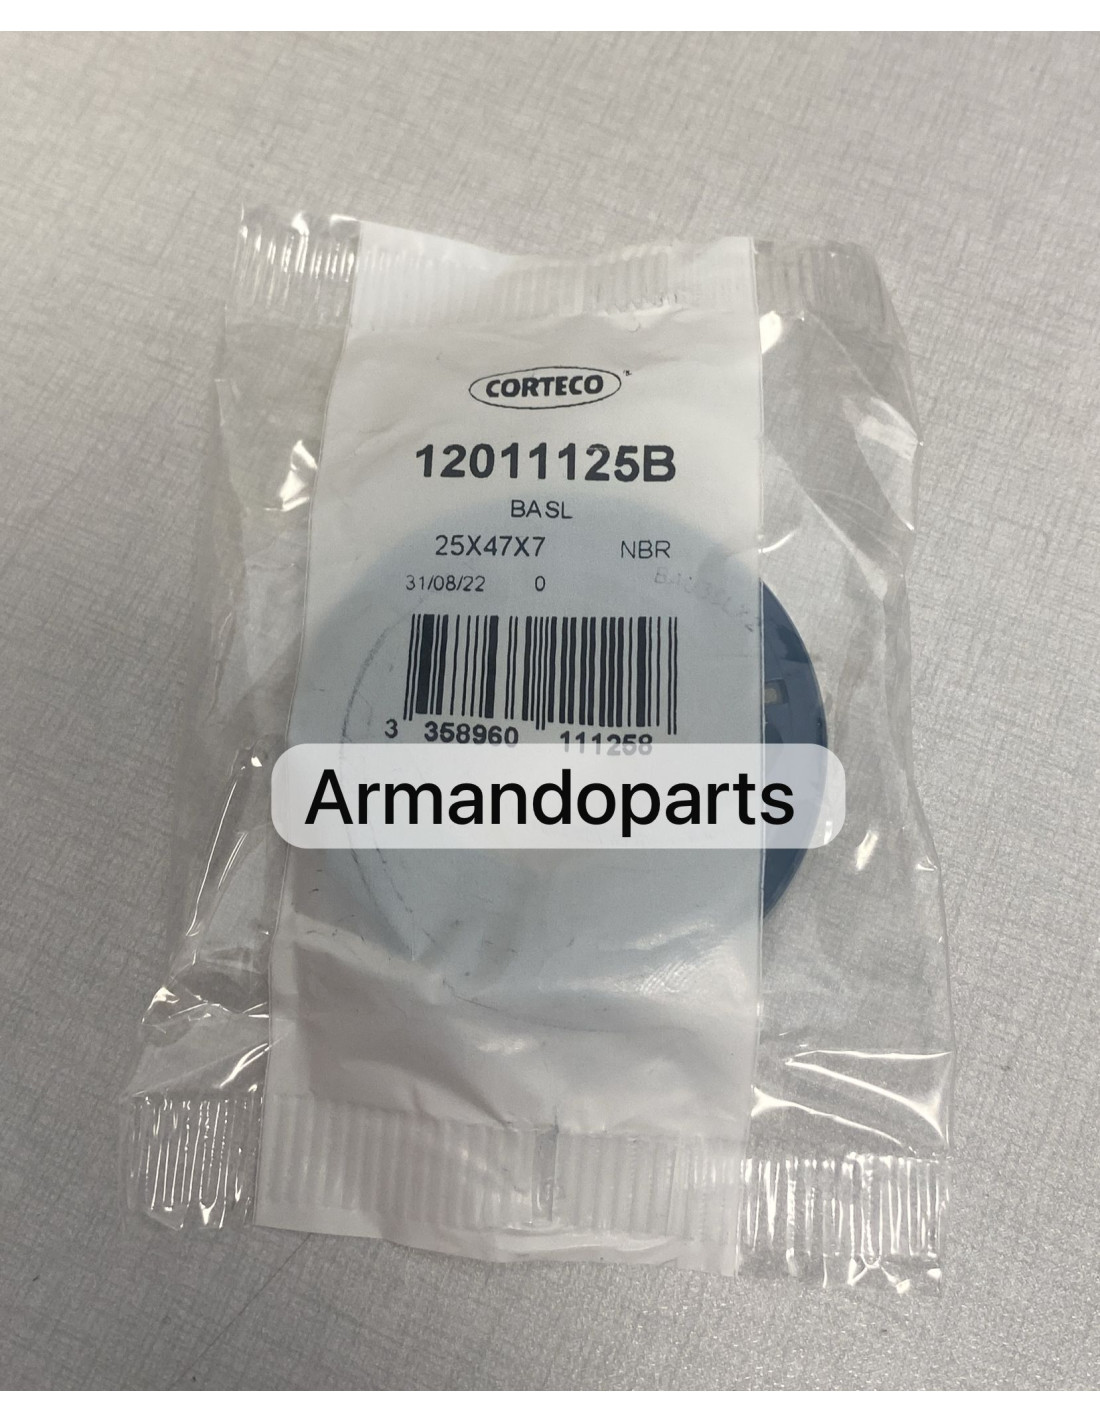 CORTECO
12011125B
BASL
25X47X7 NBR
31/08/22 0
3 358960 111258
Armandoparts